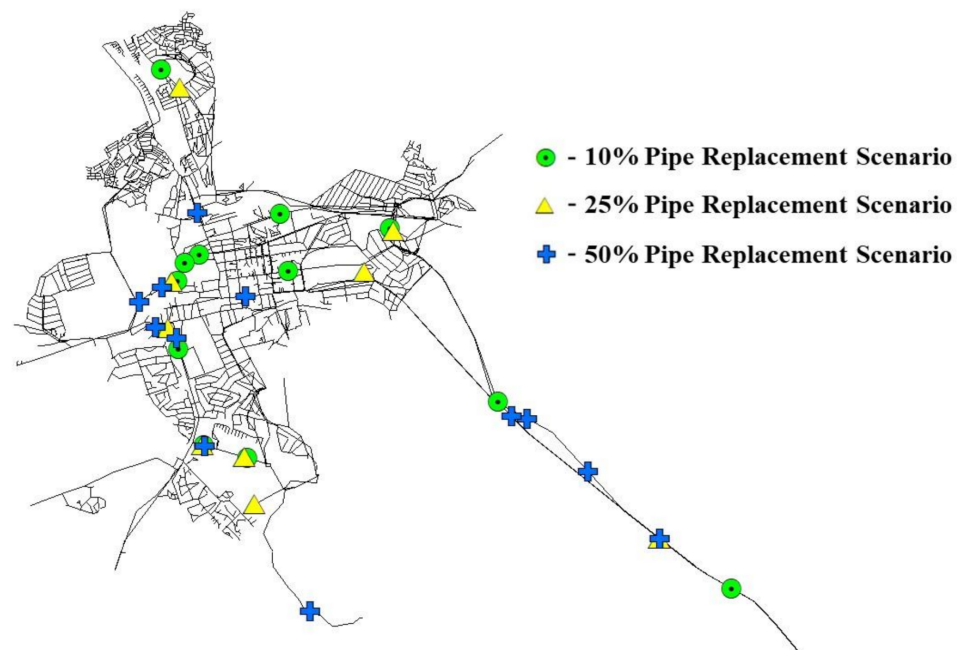 - 10% Pipe Replacement Scenario
- 25% Pipe Replacement Scenario
- 50% Pipe Replacement Scenario